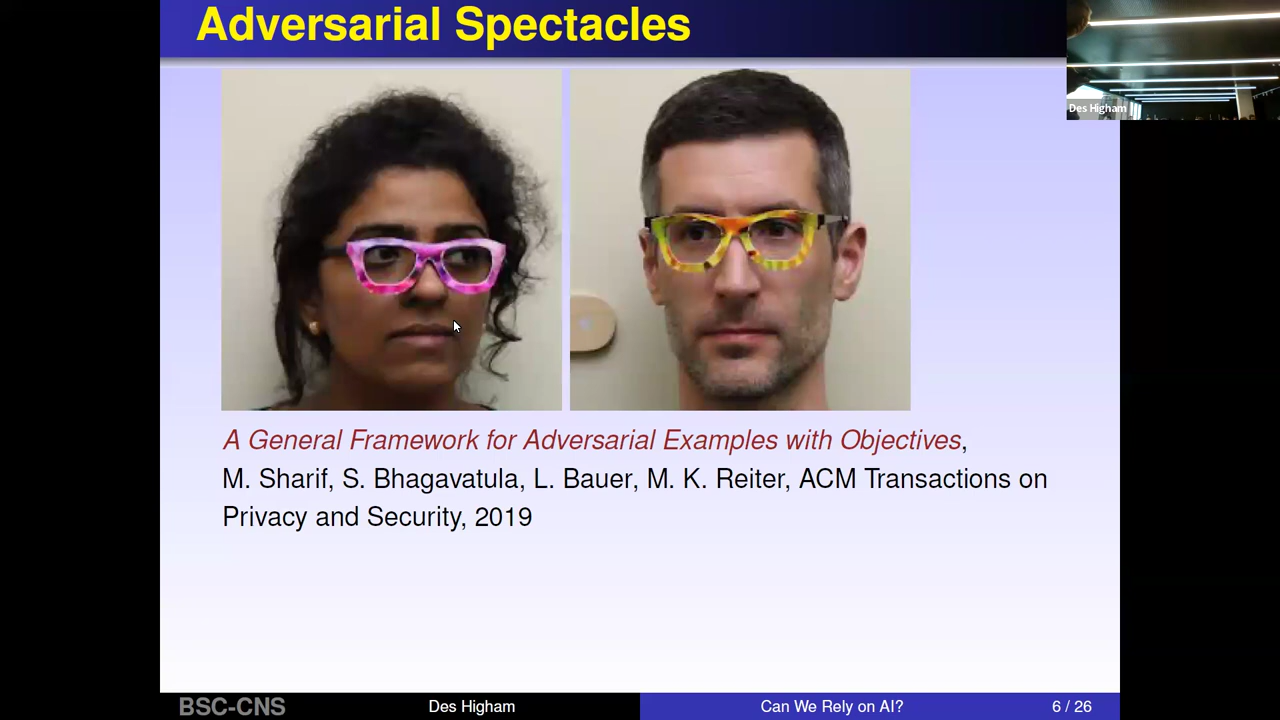 Adversarial Spectacles
Des Higham
A General Framework for Adversarial Examples with Objectives,
M. Sharif, S. Bhagavatula, L. Bauer, M. K. Reiter, ACM Transactions on
Privacy and Security, 2019
BSC-CNS
Des Higham
Can We Rely on AI?
6 / 26